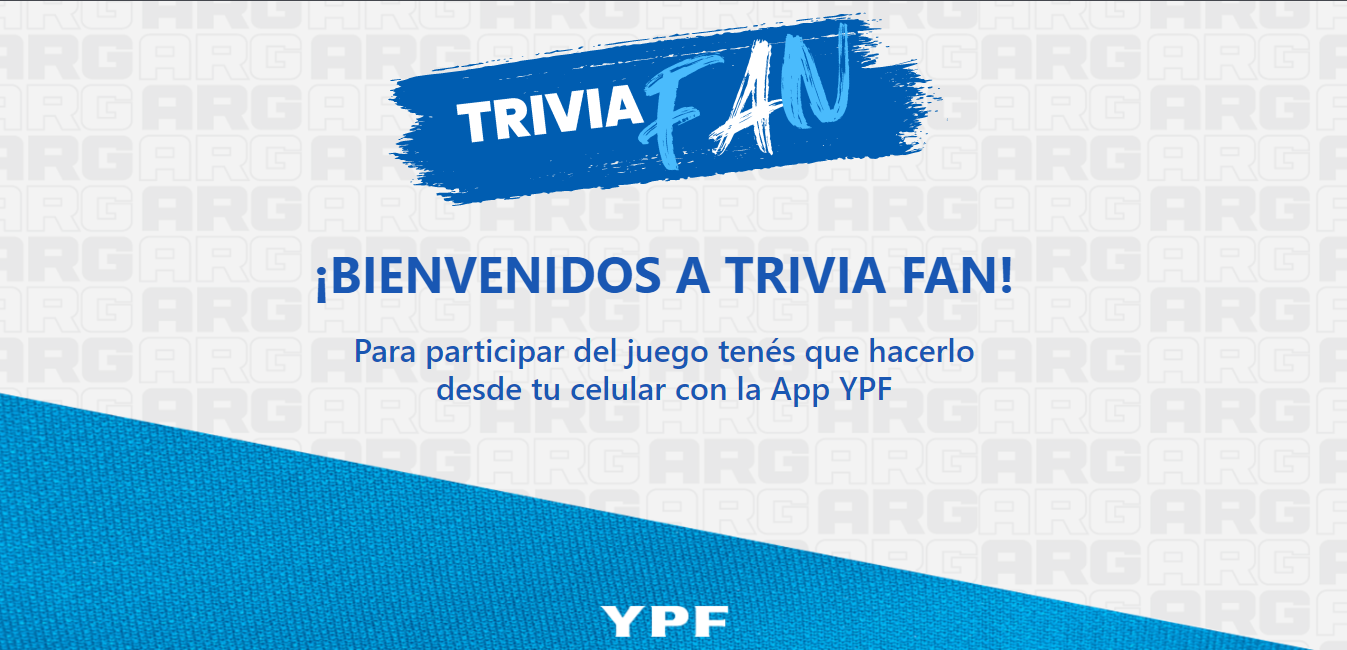 TRIVIA FAN
¡BIENVENIDOS A TRIVIA FAN!
Para participar del juego tenés que hacerlo
desde tu celular con la App YPF
YPF